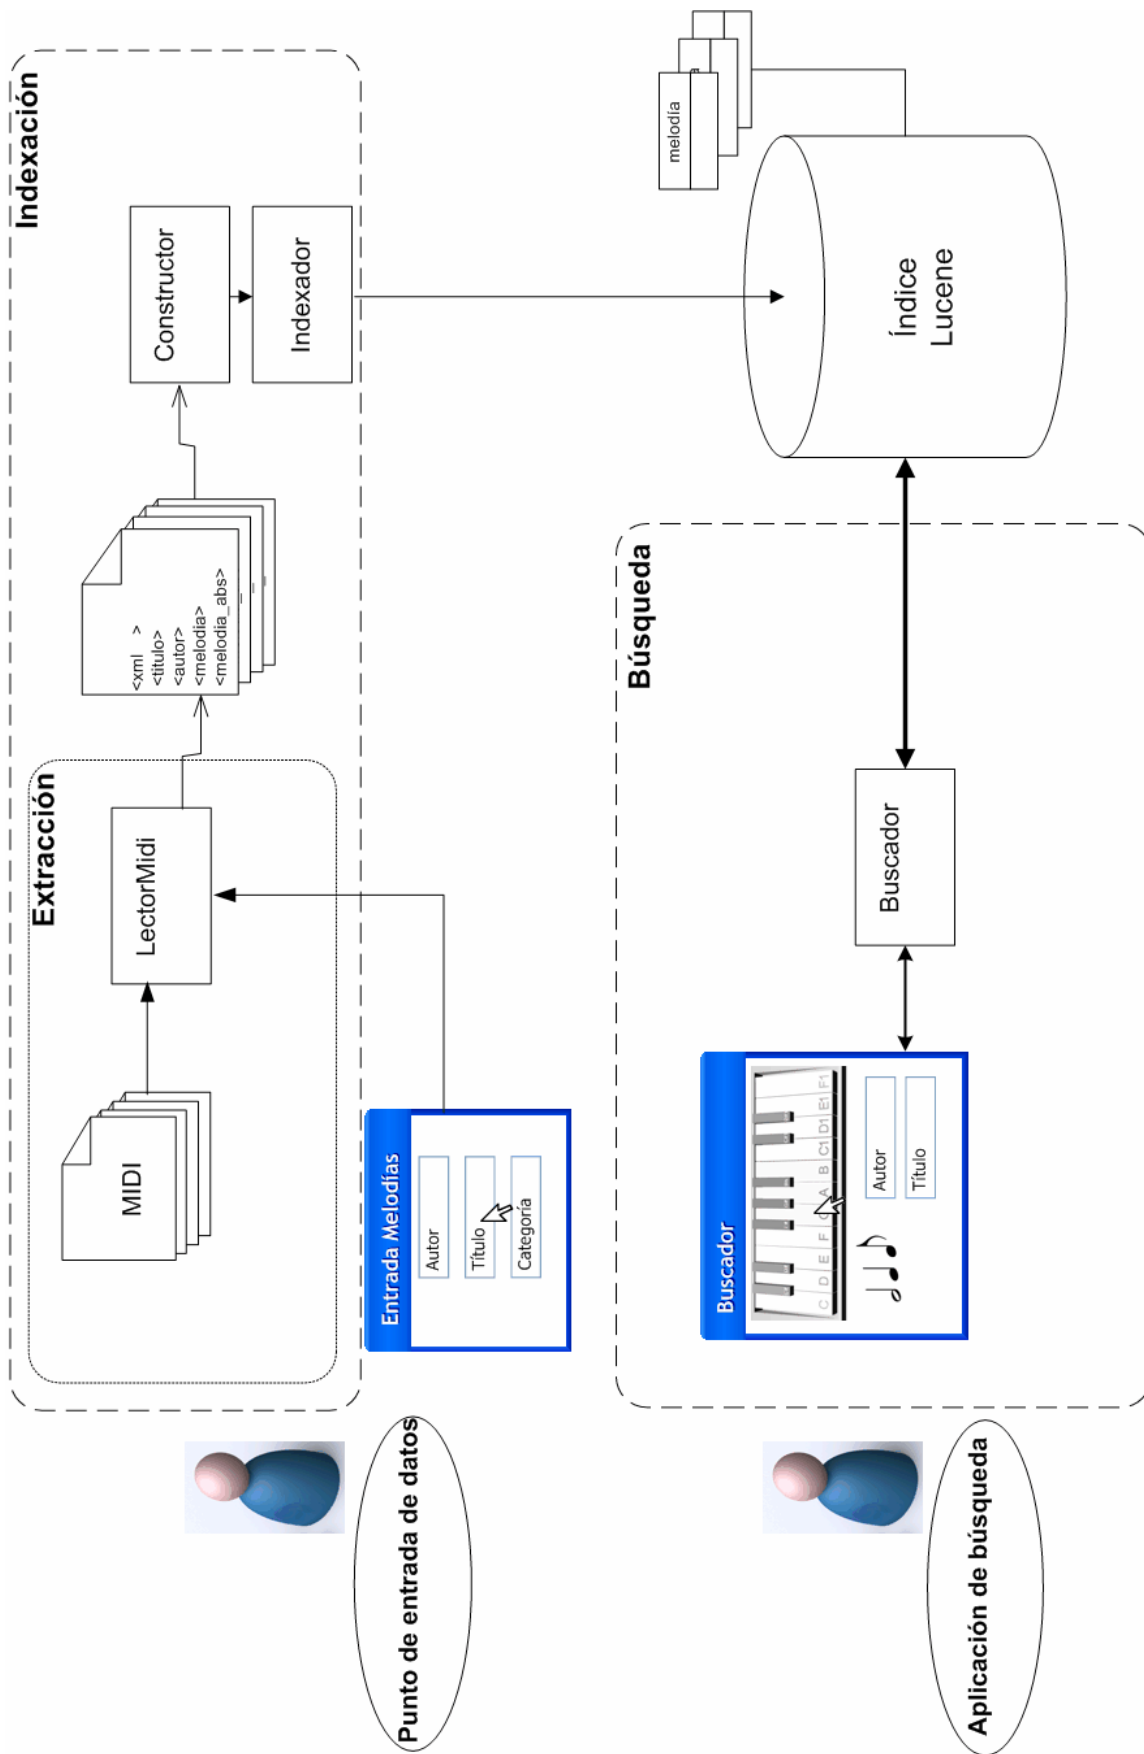 Indexación
Extracción
MIDI
LectorMidi
<xml   >
<titulo>
<autor>
<melodia>
<melodia_abs>
Constructor
Indexador
Entrada Melodías
Autor
Título
Categoría
Punto de entrada de datos
melodía
Índice
Lucene
Búsqueda
Buscador
Buscador
C D E F G A B C1 D1 E1 F1
Autor
Título
Aplicación de búsqueda